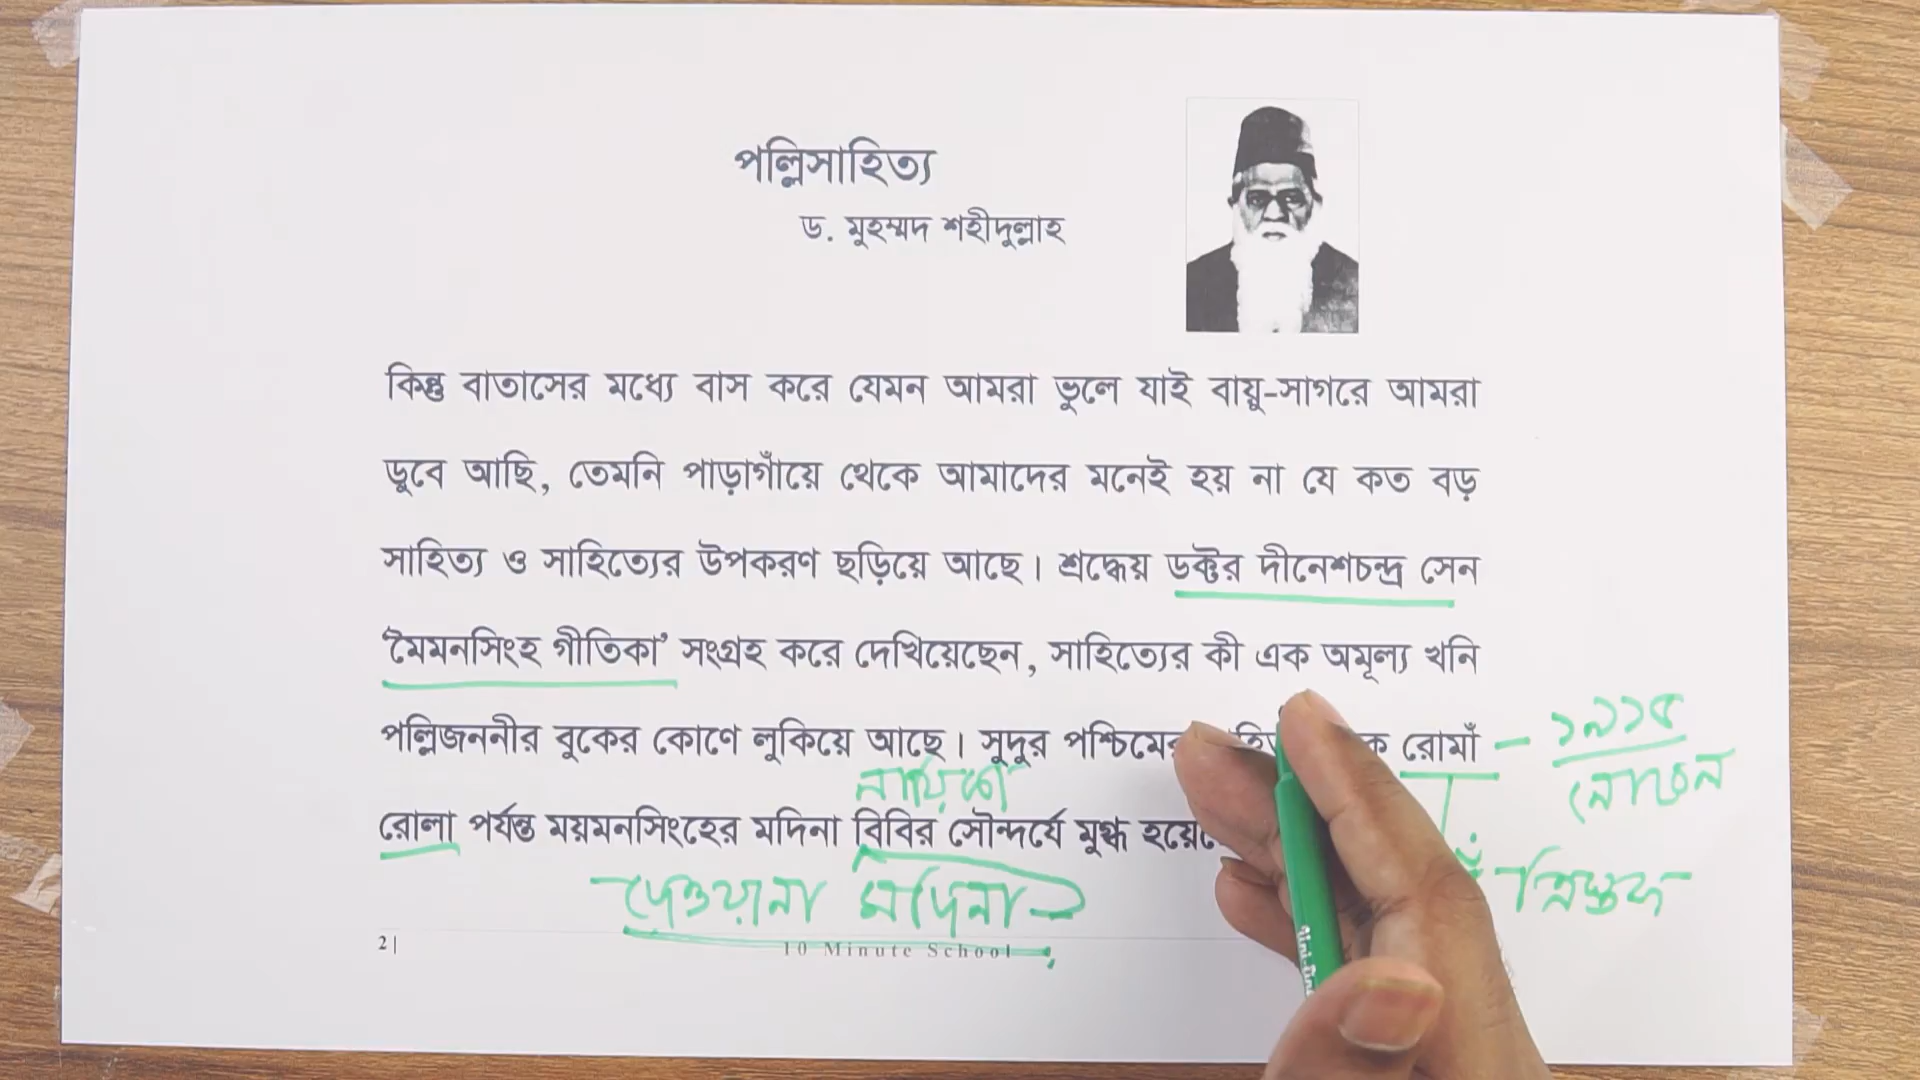 পল্লিসাহিত্য
ড. মুহম্মদ শহীদুল্লাহ
কিন্তু বাতাসের মধ্যে বাস করে যেমন আমরা ভুলে যাই বায়ু-সাগরে আমরা
ডুবে আছি, তেমনি পাড়াগাঁয়ে থেকে আমাদের মনেই হয় না যে কত বড়
সাহিত্য ও সাহিত্যের উপকরণ ছড়িয়ে আছে। শ্রদ্ধেয় ডক্টর দীনেশচন্দ্র সেন
‘মৈমনসিংহ গীতিকা’ সংগ্রহ করে দেখিয়েছেন, সাহিত্যের কী এক অমূল্য খনি
পল্লিজননীর বুকের কোণে লুকিয়ে আছে। সুদূর পশ্চিমের রোমাঁ – ১৯১৫
নোবেল
নায়িকা
রোলা পর্যন্ত ময়মনসিংহের মদিনা বিবির সৌন্দর্যে মুগ্ধ
দেওয়ানা মদিনা
2|
10 Minute School